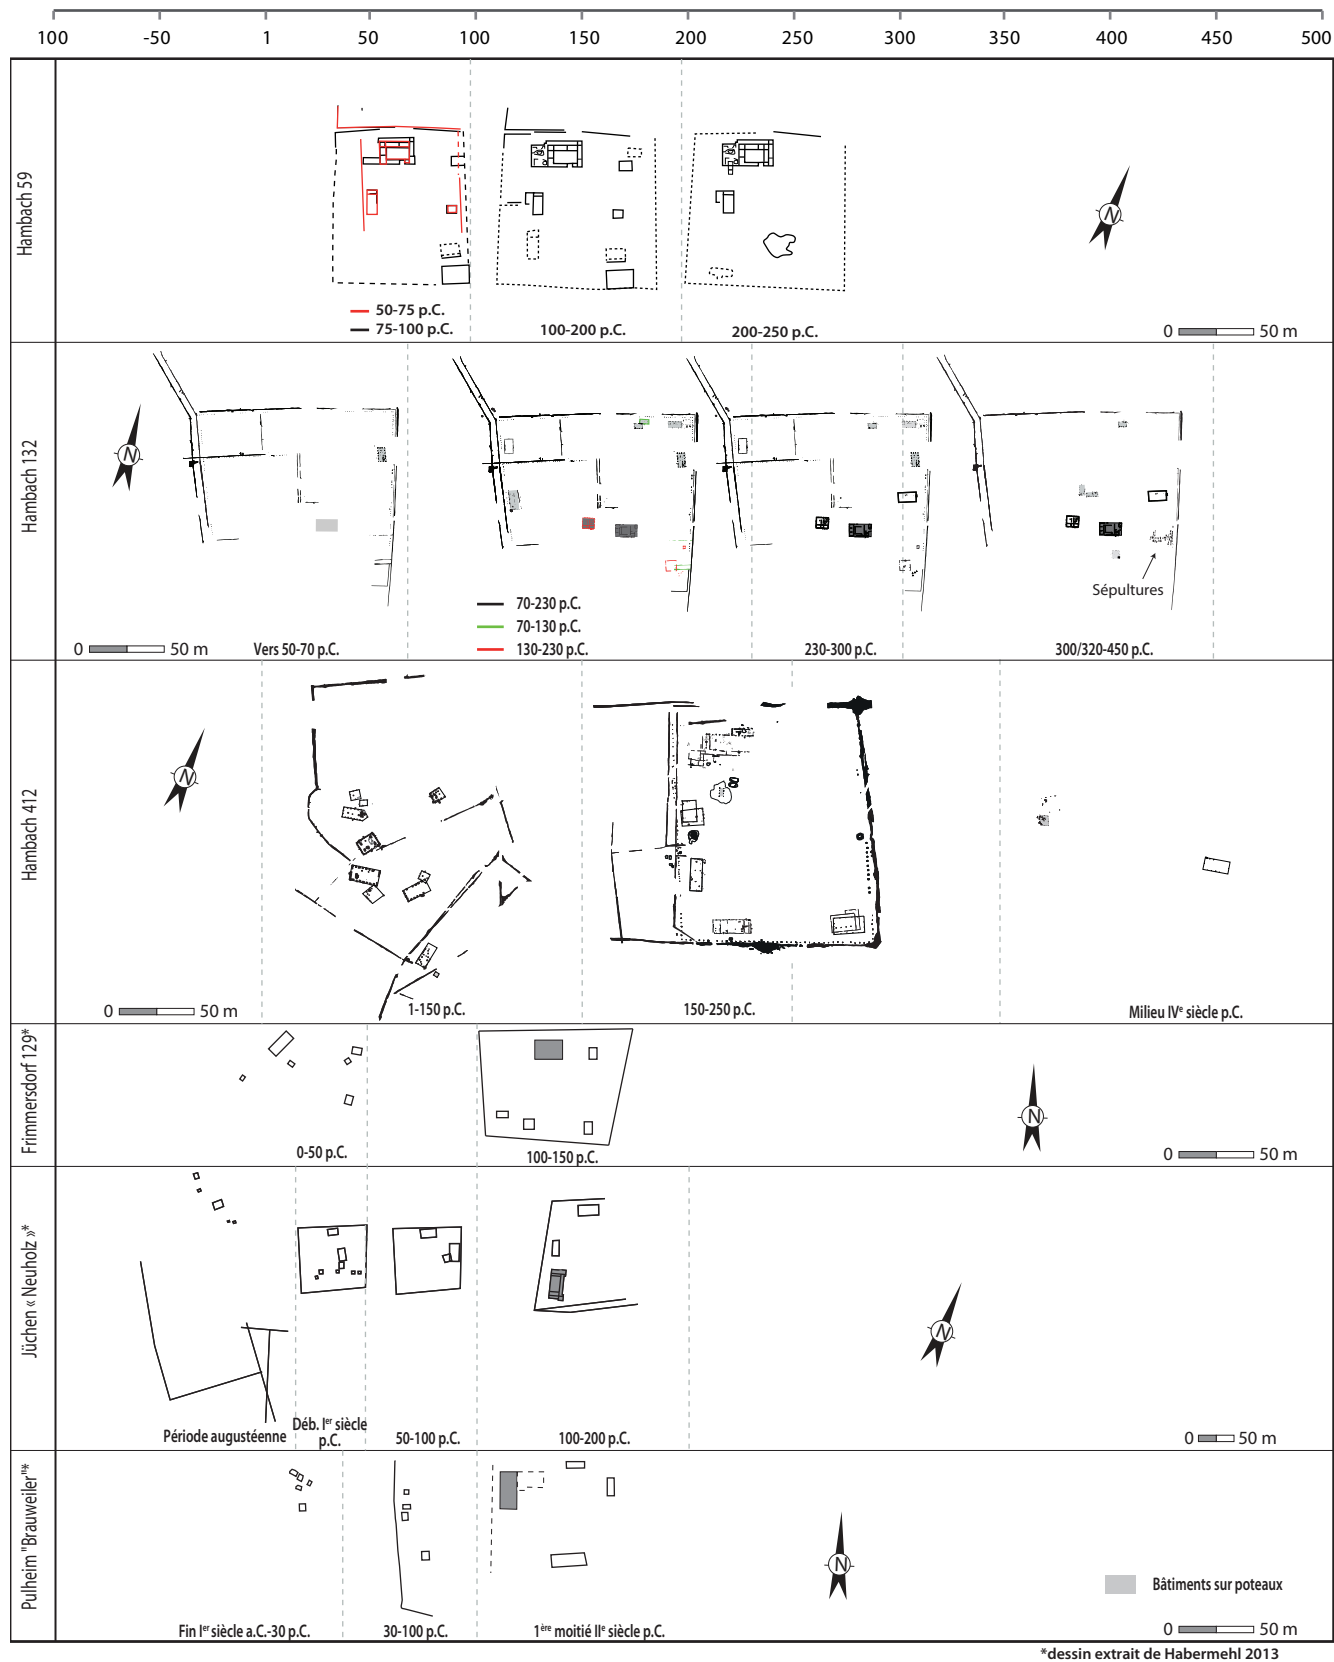 100 -50 1 50 100 150 200 250 300 350 400 450 500
Hambach 59
N
50-75 p.C.
75-100 p.C.
100-200 p.C.
200-250 p.C.
0 50 m
Hambach 132
N
Sépultures
70-230 p.C.
70-130 p.C.
130-230 p.C.
0 50 m
Vers 50-70 p.C.
230-300 p.C.
300/320-450 p.C.
Hambach 412
N
0 50 m
1-150 p.C.
150-250 p.C.
Milieu IVe siècle p.C.
Frimmersdorf 129*
N
0-50 p.C.
100-150 p.C.
0 50 m
Jüchen « Neuholz »*
N
Période augustéenne
Déb. Ier siècle
p.C.
50-100 p.C.
100-200 p.C.
0 50 m
Pulheim "Brauweiler"*
N
Bâtiments sur poteaux
Fin Ier siècle a.C.-30 p.C.
30-100 p.C.
1ère moitié IIe siècle p.C.
0 50 m
*dessin extrait de Habermehl 2013